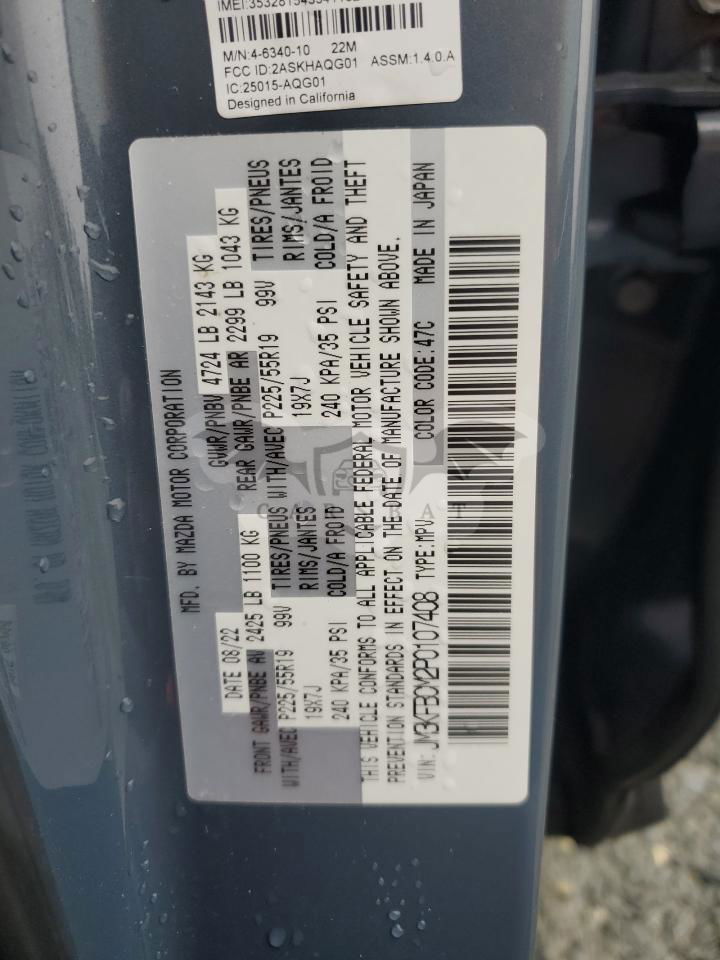 M/N:4-6340-10 22M
FCC ID:2ASKHAQG01 ASSM:1.4.0.A
IC:25015-AQG01
Designed in California
MFD. BY MAZDA MOTOR CORPORATION
DATE 08/22 GVWR/PNBV 4724 LB 2143 KG
FRONT GAWR/PNBE AV 2425 LB 1100 KG REAR GAWR/PNBE AR 2299 LB 1043 KG
WITH/AVEC P225/55R19 99V TIRES/PNEUS WITH/AVEC P225/55R19 99V TIRES/PNEUS
19X7J RIMS/JANTES 19X7J RIMS/JANTES
240 KPA/35 PSI COLD/A FROID 240 KPA/35 PSI COLD/A FROID
THIS VEHICLE CONFORMS TO ALL APPLICABLE FEDERAL MOTOR VEHICLE SAFETY AND THEFT
PREVENTION STANDARDS IN EFFECT ON THE DATE OF MANUFACTURE SHOWN ABOVE.
VIN: JM3KFBCM2P0107408 TYPE:MPV COLOR CODE:47C MADE IN JAPAN